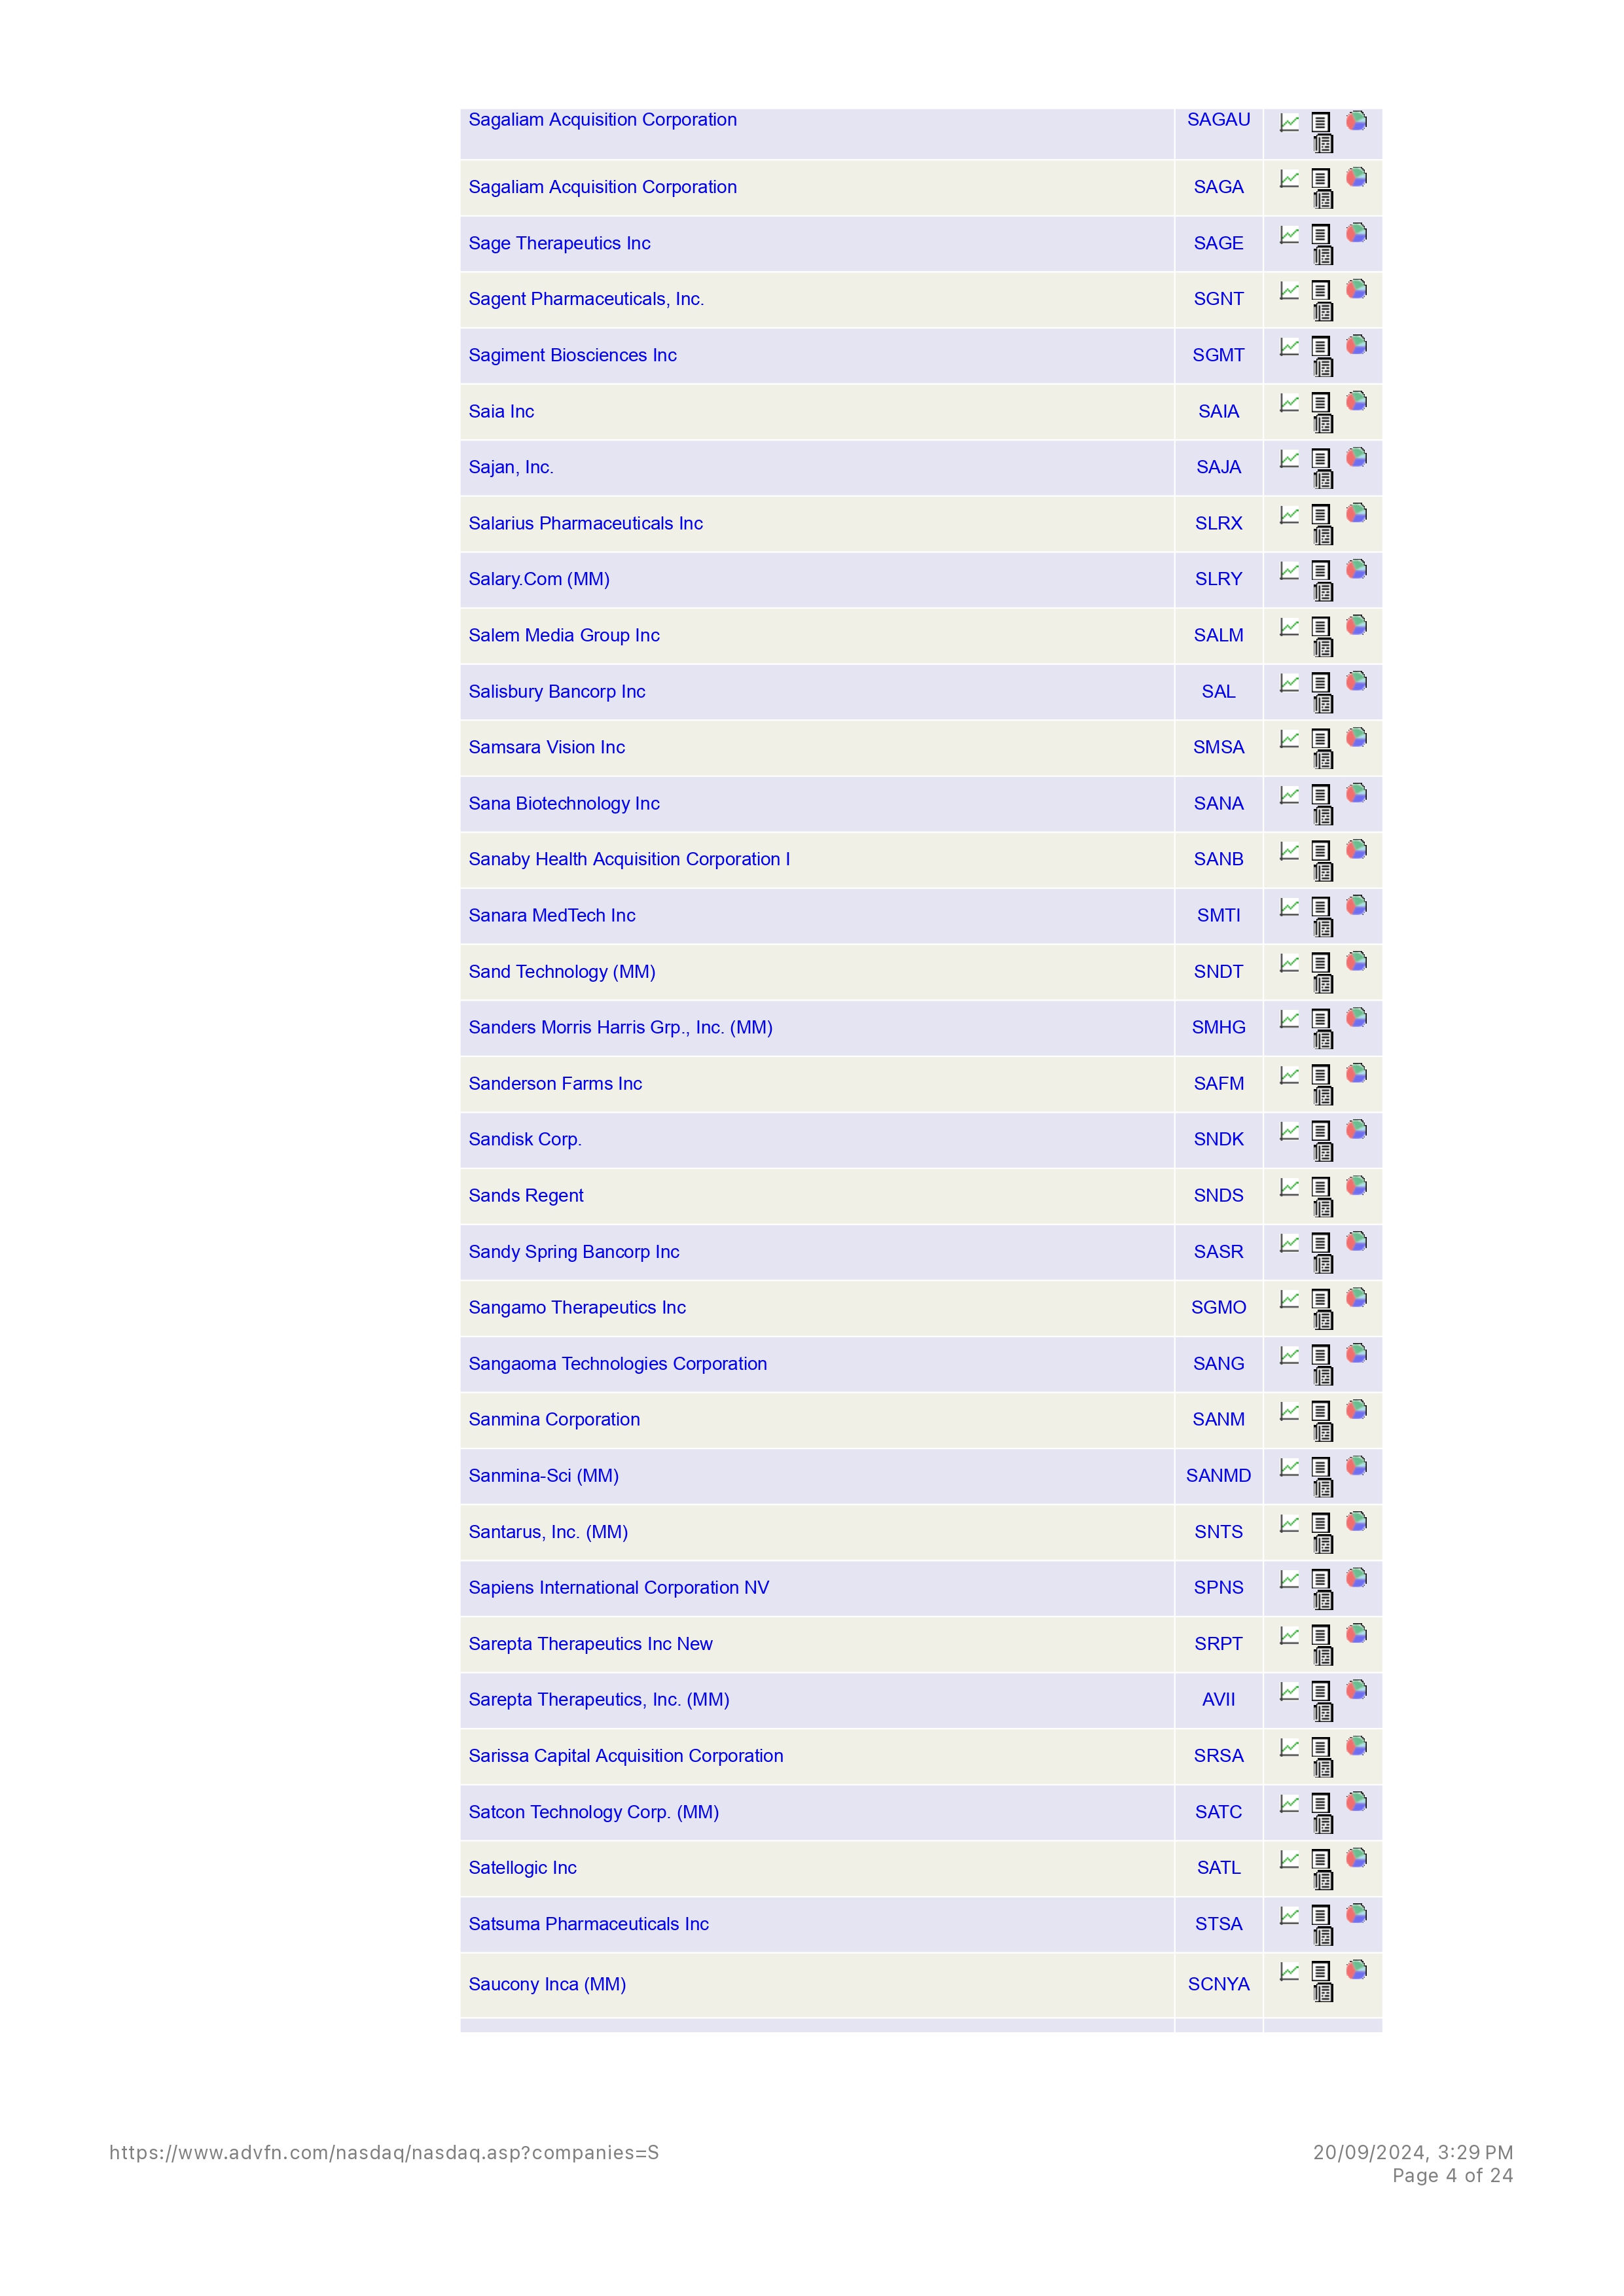 Sagaliam Acquisition Corporation SAGAU
Sagaliam Acquisition Corporation SAGA
Sage Therapeutics Inc SAGE
Sagent Pharmaceuticals, Inc. SGNT
Sagiment Biosciences Inc SGMT
Saia Inc SAIA
Sajan, Inc. SAJA
Salarius Pharmaceuticals Inc SLRX
Salary.Com (MM) SLRY
Salem Media Group Inc SALM
Salisbury Bancorp Inc SAL
Samsara Vision Inc SMSA
Sana Biotechnology Inc SANA
Sanaby Health Acquisition Corporation I SANB
Sanara MedTech Inc SMTI
Sand Technology (MM) SNDT
Sanders Morris Harris Grp., Inc. (MM) SMHG
Sanderson Farms Inc SAFM
Sandisk Corp. SNDK
Sands Regent SNDS
Sandy Spring Bancorp Inc SASR
Sangamo Therapeutics Inc SGMO
Sangaoma Technologies Corporation SANG
Sanmina Corporation SANM
Sanmina-Sci (MM) SANMD
Santarus, Inc. (MM) SNTS
Sapiens International Corporation NV SPNS
Sarepta Therapeutics Inc New SRPT
Sarepta Therapeutics, Inc. (MM) AVII
Sarissa Capital Acquisition Corporation SRSA
Satcon Technology Corp. (MM) SATC
Satellogic Inc SATL
Satsuma Pharmaceuticals Inc STSA
Saucony Inca (MM) SCNYA
https://www.advfn.com/nasdaq/nasdaq.asp?companies=S 20/09/2024, 3:29 PM
Page 4 of 24